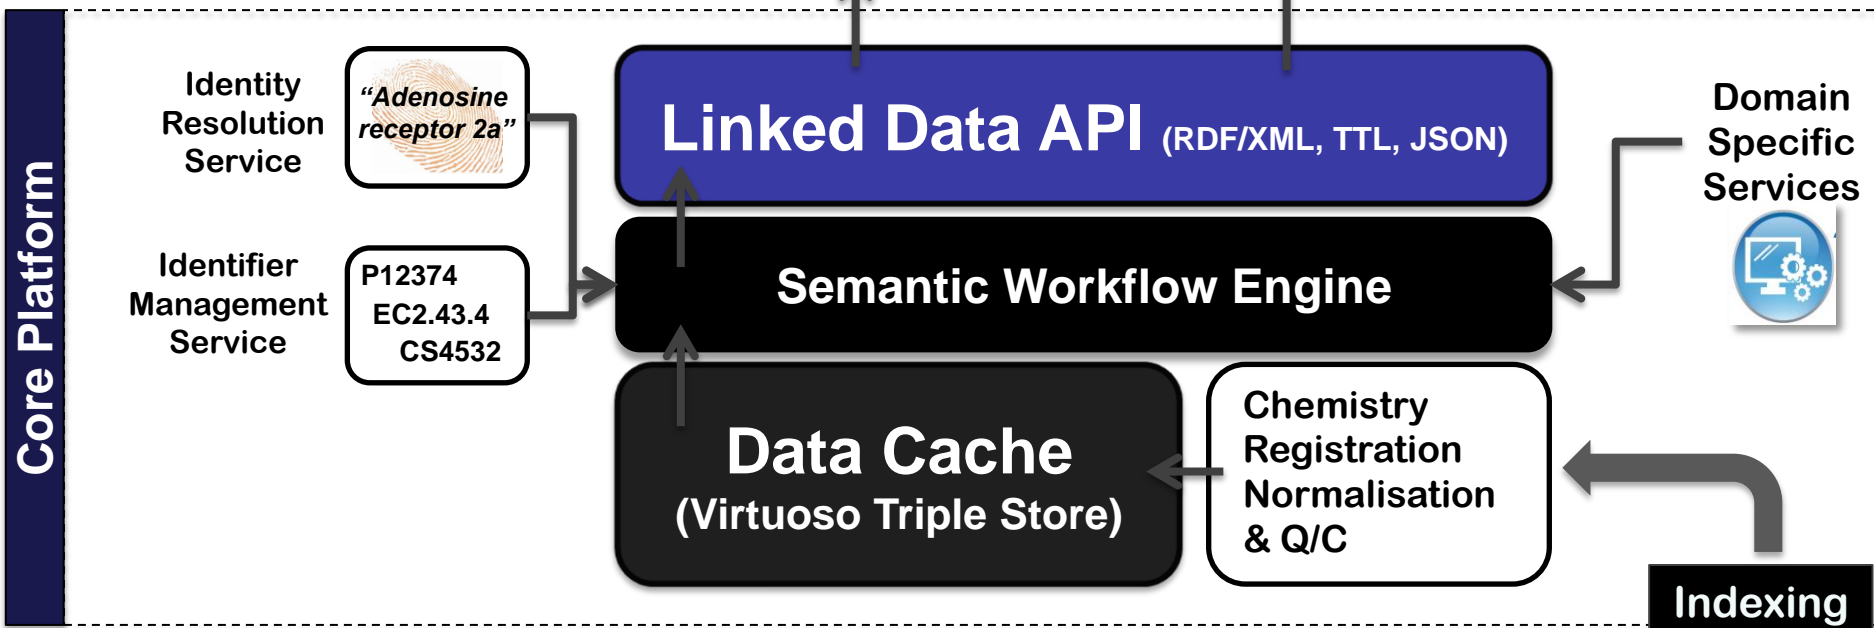 Core Platform
Identity
Resolution
Service
“Adenosine
receptor 2a”
Identifier
Management
Service
P12374
EC2.43.4
CS4532
Linked Data API (RDF/XML, TTL, JSON)
Semantic Workflow Engine
Data Cache
(Virtuoso Triple Store)
Chemistry
Registration
Normalisation
& Q/C
Domain
Specific
Services
Indexing